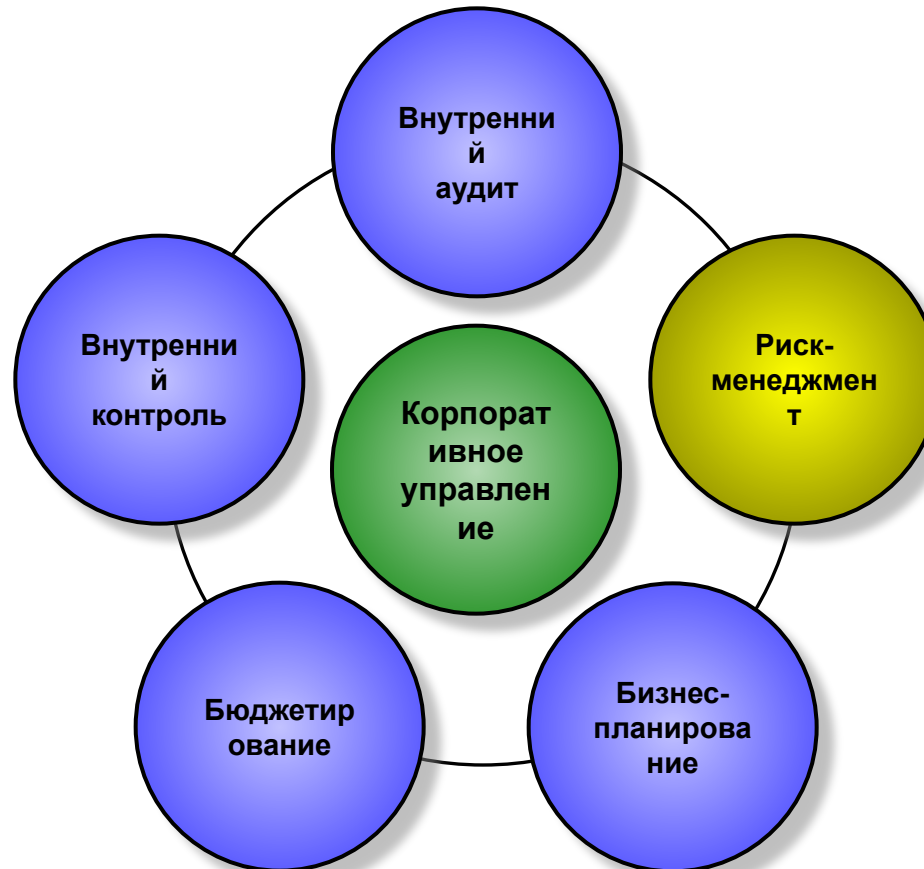 Внутренни
й
аудит
Внутренни
й
контроль
Риск-
менеджмен
т
Корпорат
ивное
управлен
ие
Бюджетир
ование
Бизнес-
планирова
ние